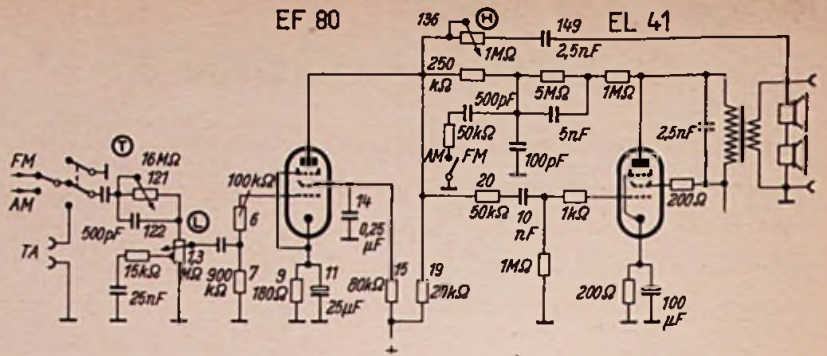 EF 80
EL 41
136
H
149
1MΩ
2,5nF
250
kΩ
500pF
5MΩ
1MΩ
50kΩ
5nF
2,5nF
AM
FM
100pF
T
16MΩ
121
FM
AM
100kΩ
6
14
0,25
µF
20
50kΩ
10
nF
1kΩ
200Ω
500pF
122
L
1,3
MΩ
TA
15kΩ
25nF
900
kΩ
7
9
180Ω
11
25µF
15
80kΩ
19
1MΩ
200Ω
100
µF
+